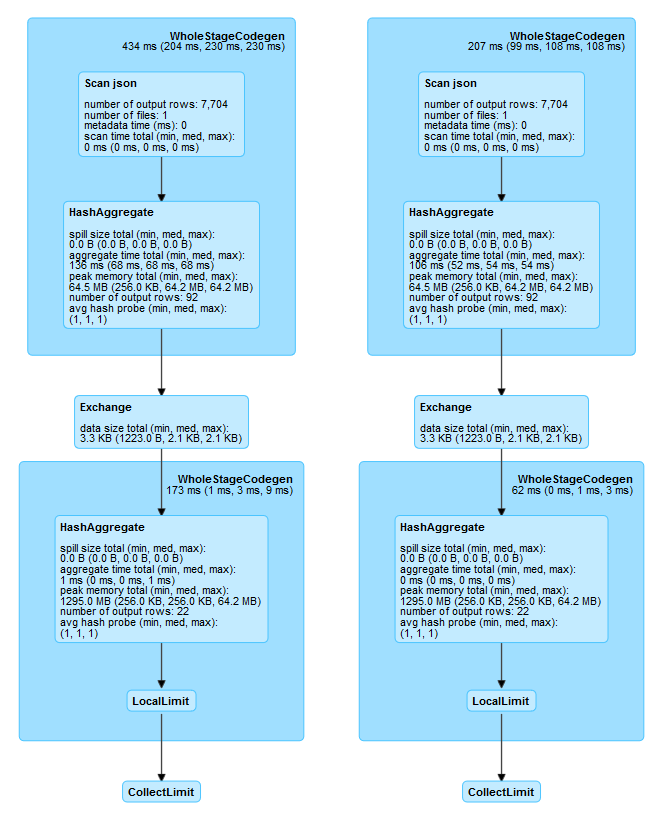 WholeStageCodegen
434 ms (204 ms, 230 ms, 230 ms)
Scan json
number of output rows: 7,704
number of files: 1
metadata time (ms): 0
scan time total (min, med, max):
0 ms (0 ms, 0 ms, 0 ms)
HashAggregate
spill size total (min, med, max):
0.0 B (0.0 B, 0.0 B, 0.0 B)
aggregate time total (min, med, max):
136 ms (68 ms, 68 ms, 68 ms)
peak memory total (min, med, max):
64.5 MB (256.0 KB, 64.2 MB, 64.2 MB)
number of output rows: 92
avg hash probe (min, med, max):
(1, 1, 1)
Exchange
data size total (min, med, max):
3.3 KB (1223.0 B, 2.1 KB, 2.1 KB)
WholeStageCodegen
173 ms (1 ms, 3 ms, 9 ms)
HashAggregate
spill size total (min, med, max):
0.0 B (0.0 B, 0.0 B, 0.0 B)
aggregate time total (min, med, max):
1 ms (0 ms, 0 ms, 1 ms)
peak memory total (min, med, max):
1295.0 MB (256.0 KB, 256.0 KB, 64.2 MB)
number of output rows: 22
avg hash probe (min, med, max):
(1, 1, 1)
LocalLimit
CollectLimit
WholeStageCodegen
207 ms (99 ms, 108 ms, 108 ms)
Scan json
number of output rows: 7,704
number of files: 1
metadata time (ms): 0
scan time total (min, med, max):
0 ms (0 ms, 0 ms, 0 ms)
HashAggregate
spill size total (min, med, max):
0.0 B (0.0 B, 0.0 B, 0.0 B)
aggregate time total (min, med, max):
106 ms (52 ms, 54 ms, 54 ms)
peak memory total (min, med, max):
64.5 MB (256.0 KB, 64.2 MB, 64.2 MB)
number of output rows: 92
avg hash probe (min, med, max):
(1, 1, 1)
Exchange
data size total (min, med, max):
3.3 KB (1223.0 B, 2.1 KB, 2.1 KB)
WholeStageCodegen
62 ms (0 ms, 1 ms, 3 ms)
HashAggregate
spill size total (min, med, max):
0.0 B (0.0 B, 0.0 B, 0.0 B)
aggregate time total (min, med, max):
0 ms (0 ms, 0 ms, 0 ms)
peak memory total (min, med, max):
1295.0 MB (256.0 KB, 256.0 KB, 64.2 MB)
number of output rows: 22
avg hash probe (min, med, max):
(1, 1, 1)
LocalLimit
CollectLimit